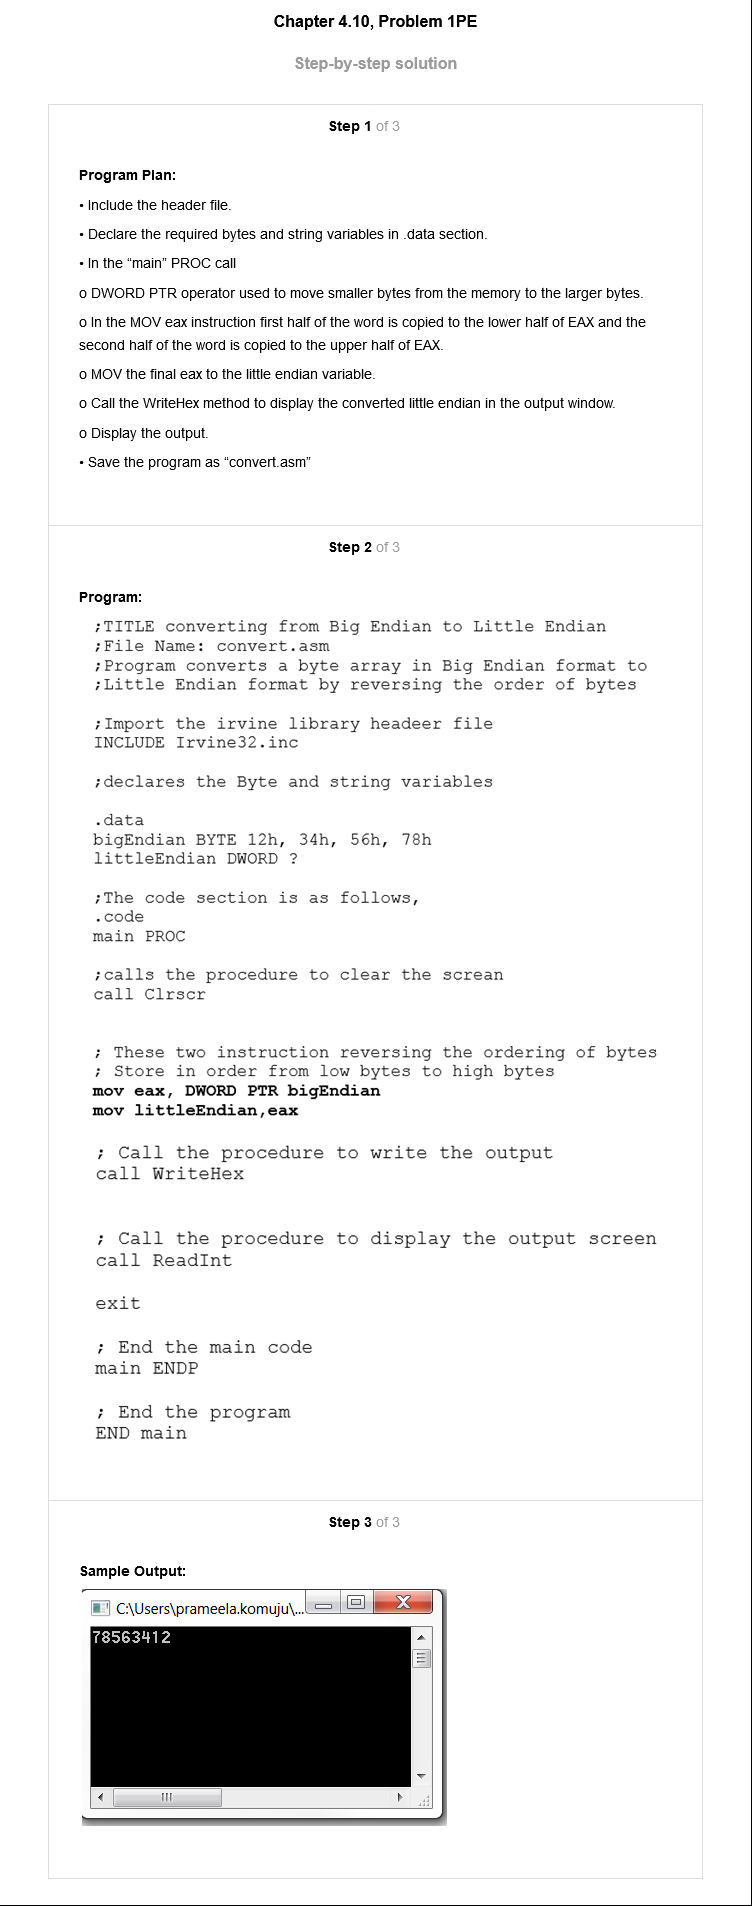 Chapter 4.10, Problem 1PE
Step-by-step solution
Step 1 of 3
Program Plan:
• Include the header file.
• Declare the required bytes and string variables in .data section.
• In the “main” PROC call
o DWORD PTR operator used to move smaller bytes from the memory to the larger bytes.
o In the MOV eax instruction first half of the word is copied to the lower half of EAX and the
second half of the word is copied to the upper half of EAX.
o MOV the final eax to the little endian variable.
o Call the WriteHex method to display the converted little endian in the output window.
o Display the output.
• Save the program as “convert.asm”
Step 2 of 3
Program:
;TITLE converting from Big Endian to Little Endian
;File Name: convert.asm
;Program converts a byte array in Big Endian format to
;Little Endian format by reversing the order of bytes
;Import the irvine library headeer file
INCLUDE Irvine32.inc
;declares the Byte and string variables
.data
bigEndian BYTE 12h, 34h, 56h, 78h
littleEndian DWORD ?
;The code section is as follows,
.code
main PROC
;calls the procedure to clear the screan
call Clrscr
; These two instruction reversing the ordering of bytes
; Store in order from low bytes to high bytes
mov eax, DWORD PTR bigEndian
mov littleEndian,eax
; Call the procedure to write the output
call WriteHex
; Call the procedure to display the output screen
call ReadInt
exit
; End the main code
main ENDP
; End the program
END main
Step 3 of 3
Sample Output:
C:\Users\prameela.komuju\...
78563412